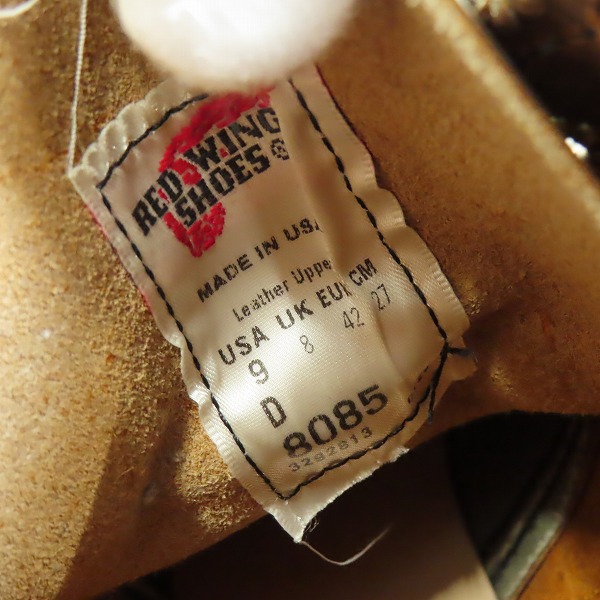 RED WING
SHOES ®
MADE IN USA
Leather Upper
USA UK EUR CM
9 8 42 27
D
8085
3282813